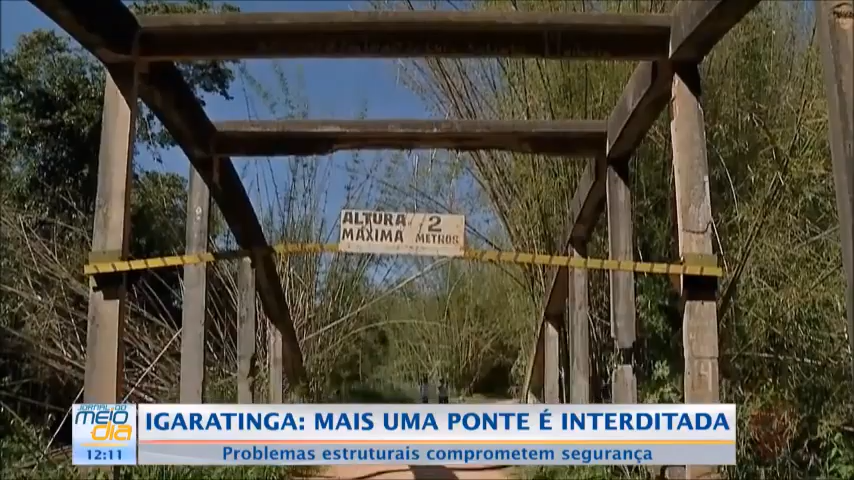 ALTURA 2
MÁXIMA METROS
JORNAL DO
meio
DIA
12:11
IGARATINGA: MAIS UMA PONTE É INTERDITADA
Problemas estruturais comprometem segurança